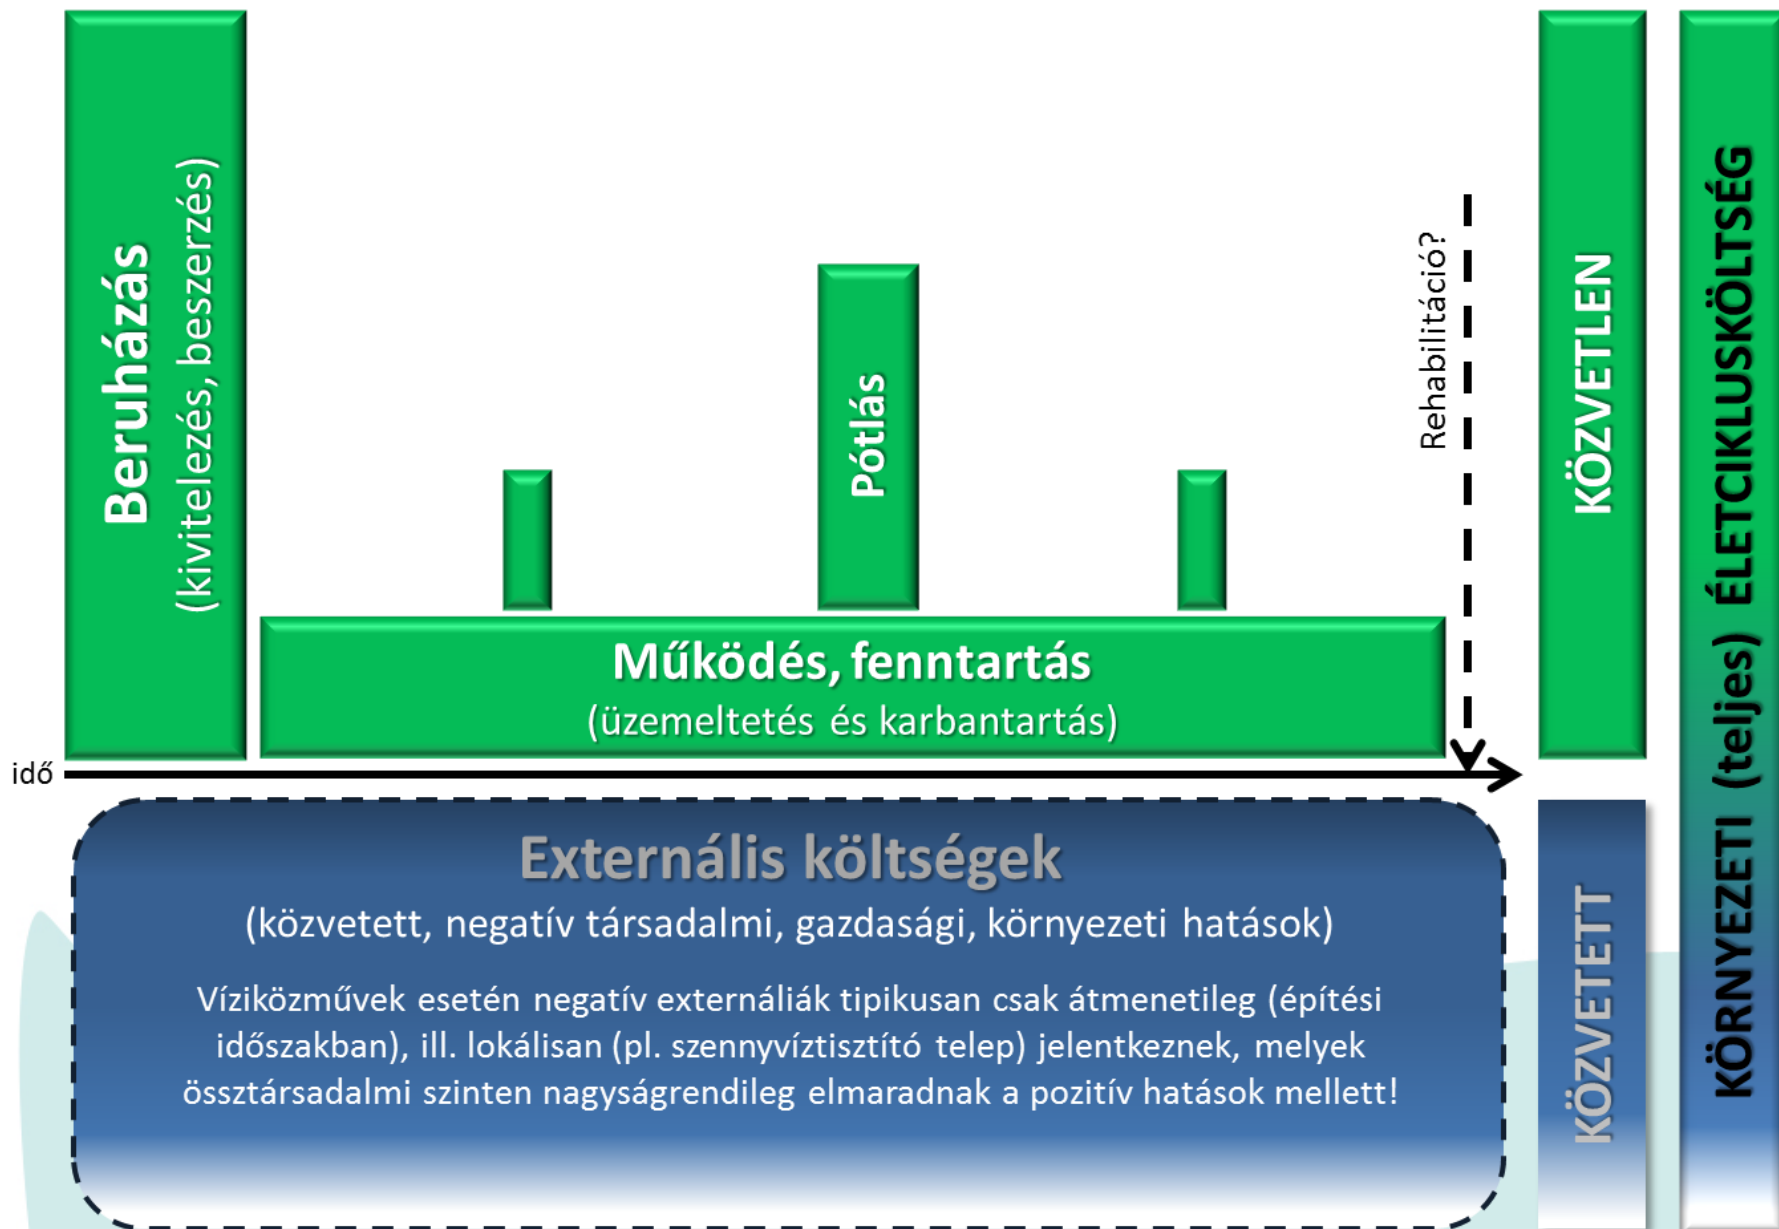 Beruházás
(kivitelezés, beszerzés)
Pótlás
Rehabilitáció?
Működés, fenntartás
(üzemeltetés és karbantartás)
idő
Externális költségek
(közvetett, negatív társadalmi, gazdasági, környezeti hatások)
Víziközművek esetén negatív externáliák tipikusan csak átmenetileg (építési
időszakban), ill. lokálisan (pl. szennyvíztisztító telep) jelentkeznek, melyek
össztársadalmi szinten nagyságrendileg elmaradnak a pozitív hatások mellett!
KÖZVETLEN
KÖZVETETT
KÖRNYEZETI (teljes) ÉLETCIKLUSKÖLTSÉG